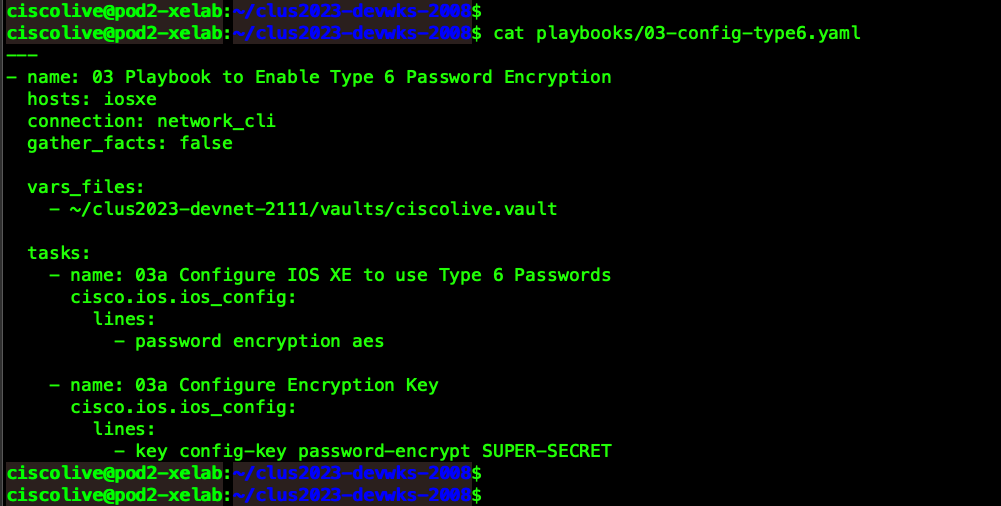 ciscolive@pod2-xelab:~/clus2023-devwks-2008$
ciscolive@pod2-xelab:~/clus2023-devwks-2008$ cat playbooks/03-config-type6.yaml
---
- name: 03 Playbook to Enable Type 6 Password Encryption
  hosts: iosxe
  connection: network_cli
  gather_facts: false

  vars_files:
    - ~/clus2023-devnet-2111/vaults/ciscolive.vault

  tasks:
    - name: 03a Configure IOS XE to use Type 6 Passwords
      cisco.ios.ios_config:
        lines:
          - password encryption aes

    - name: 03a Configure Encryption Key
      cisco.ios.ios_config:
        lines:
          - key config-key password-encrypt SUPER-SECRET
ciscolive@pod2-xelab:~/clus2023-devwks-2008$
ciscolive@pod2-xelab:~/clus2023-devwks-2008$